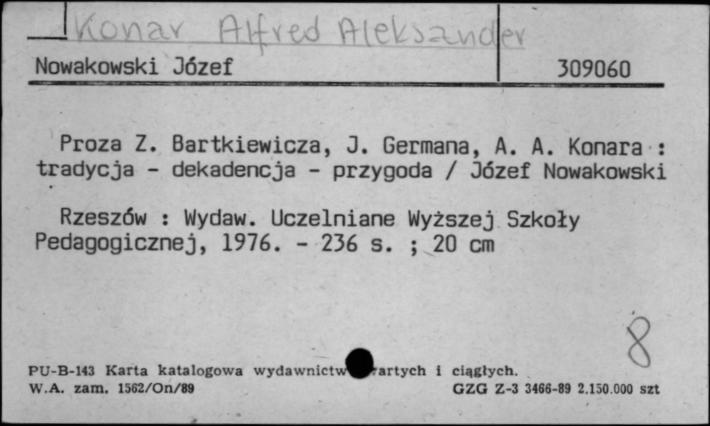 Konar Alfred Aleksander
Nowakowski Józef 309060
Proza Z. Bartkiewicza, J. Germana, A. A. Konara :
tradycja - dekadencja - przygoda / Józef Nowakowski
Rzeszów : Wydaw. Uczelniane Wyższej Szkoły
Pedagogicznej, 1976. - 236 s. ; 20 cm
8
PU-B-143 Karta katalogowa i ciągłych.
W.A. zam. 1562/On/89 GZG Z-3 3466-89 2.150.000 szt